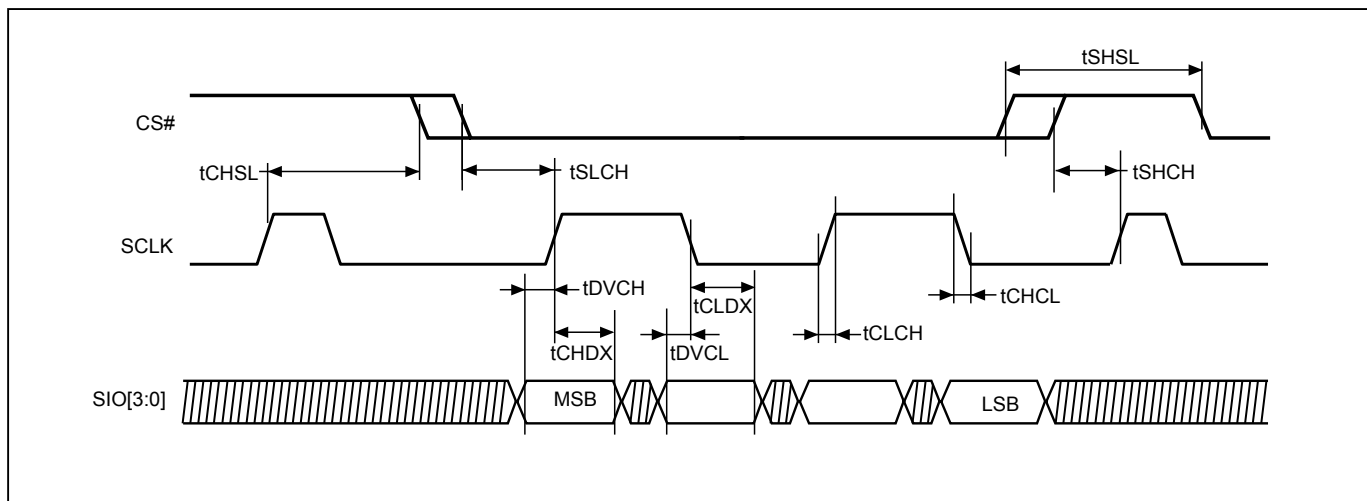 tSHSL
CS#
tCHSL
tSLCH
tSHCH
SCLK
tDVCH
tCLDX
tCHCL
tCHDX
tDVCL
tCLCH
SIO[3:0]
MSB
LSB